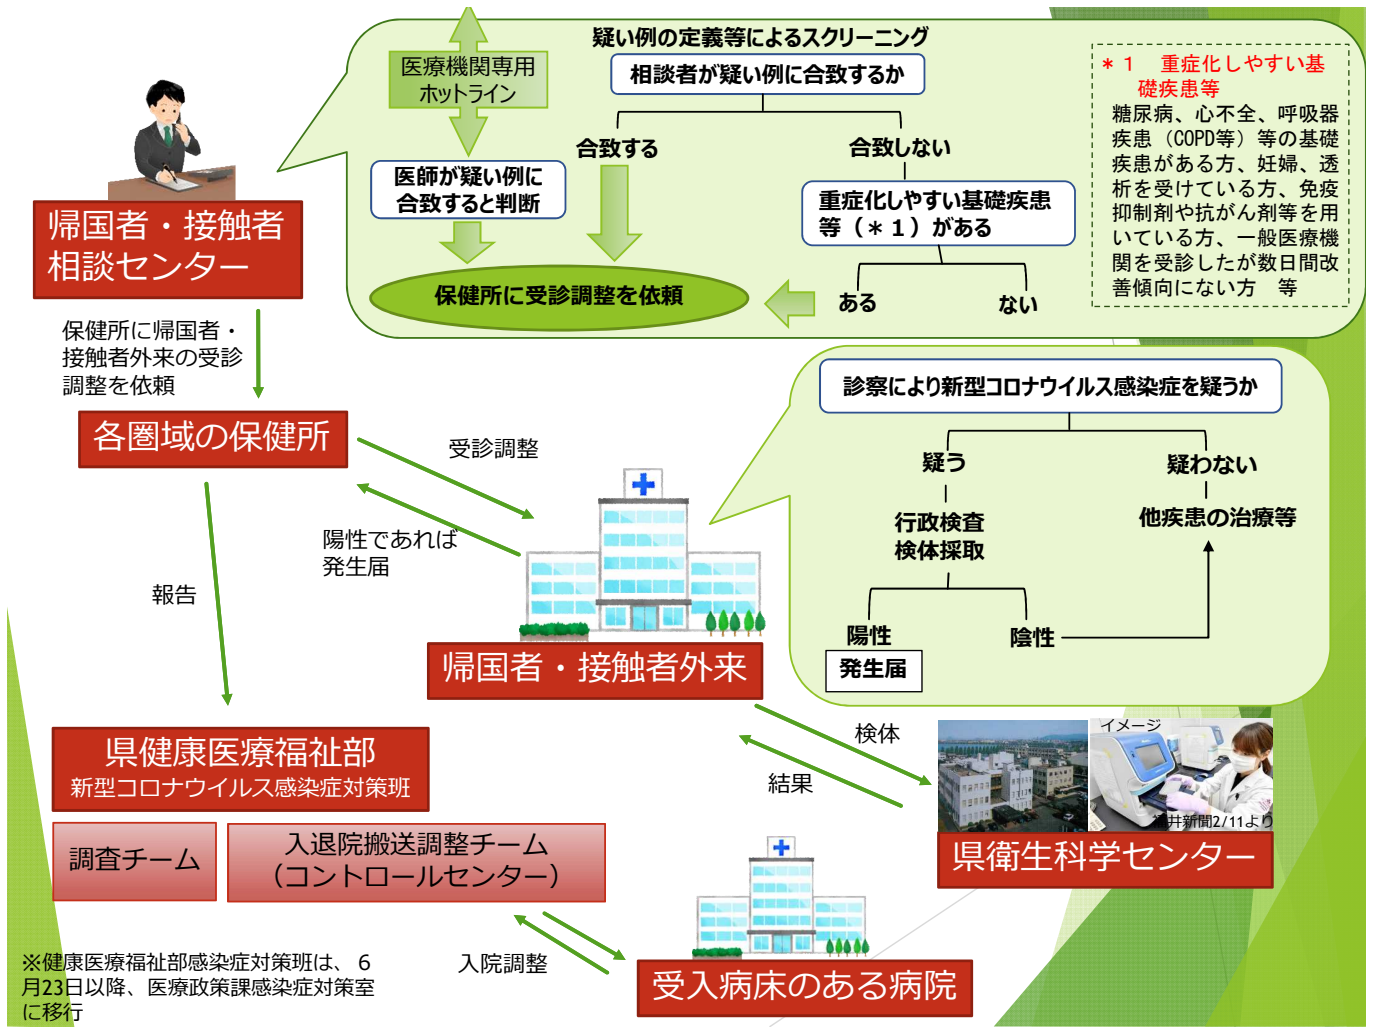 医療機関専用
ホットライン
疑い例の定義等によるスクリーニング
相談者が疑い例に合致するか
合致する
合致しない
医師が疑い例に
合致すると判断
重症化しやすい基礎疾患
等（＊１）がある
ある
ない
保健所に受診調整を依頼
＊１　重症化しやすい基
礎疾患等
糖尿病、心不全、呼吸器
疾患（COPD等）等の基礎
疾患がある方、妊婦、透
析を受けている方、免疫
抑制剤や抗がん剤等を用
いている方、一般医療機
関を受診したが数日間改
善傾向にない方　等
帰国者・接触者
相談センター
保健所に帰国者・
接触者外来の受診
調整を依頼
各圏域の保健所
受診調整
陽性であれば
発生届
報告
診察により新型コロナウイルス感染症を疑うか
疑う
疑わない
行政検査
検体採取
他疾患の治療等
陽性
陰性
発生届
帰国者・接触者外来
検体
結果
イメージ
井新聞2/11より
県衛生科学センター
県健康医療福祉部
新型コロナウイルス感染症対策班
調査チーム
入退院搬送調整チーム
（コントロールセンター）
入院調整
受入病床のある病院
※健康医療福祉部感染症対策班は、６
月23日以降、医療政策課感染症対策室
に移行